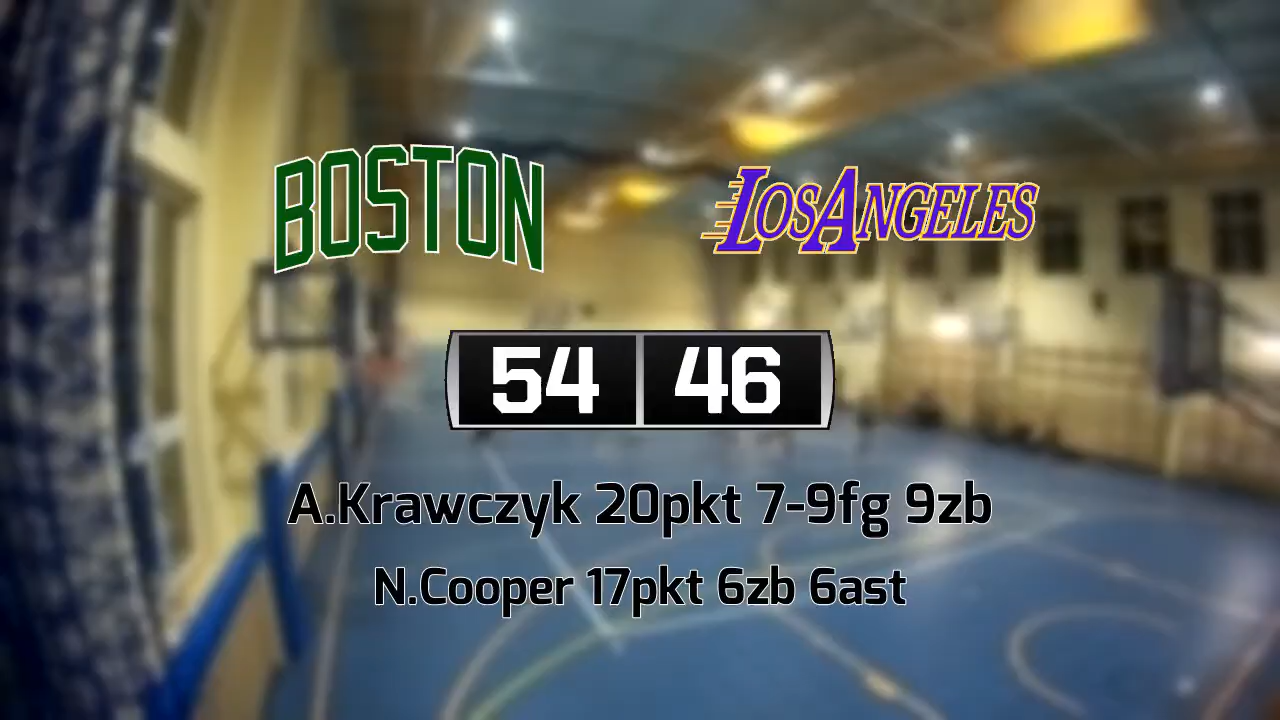 BOSTON LOSANGELES
54 46
A.Krawczyk 20pkt 7-9fg 9zb
N.Cooper 17pkt 6zb 6ast